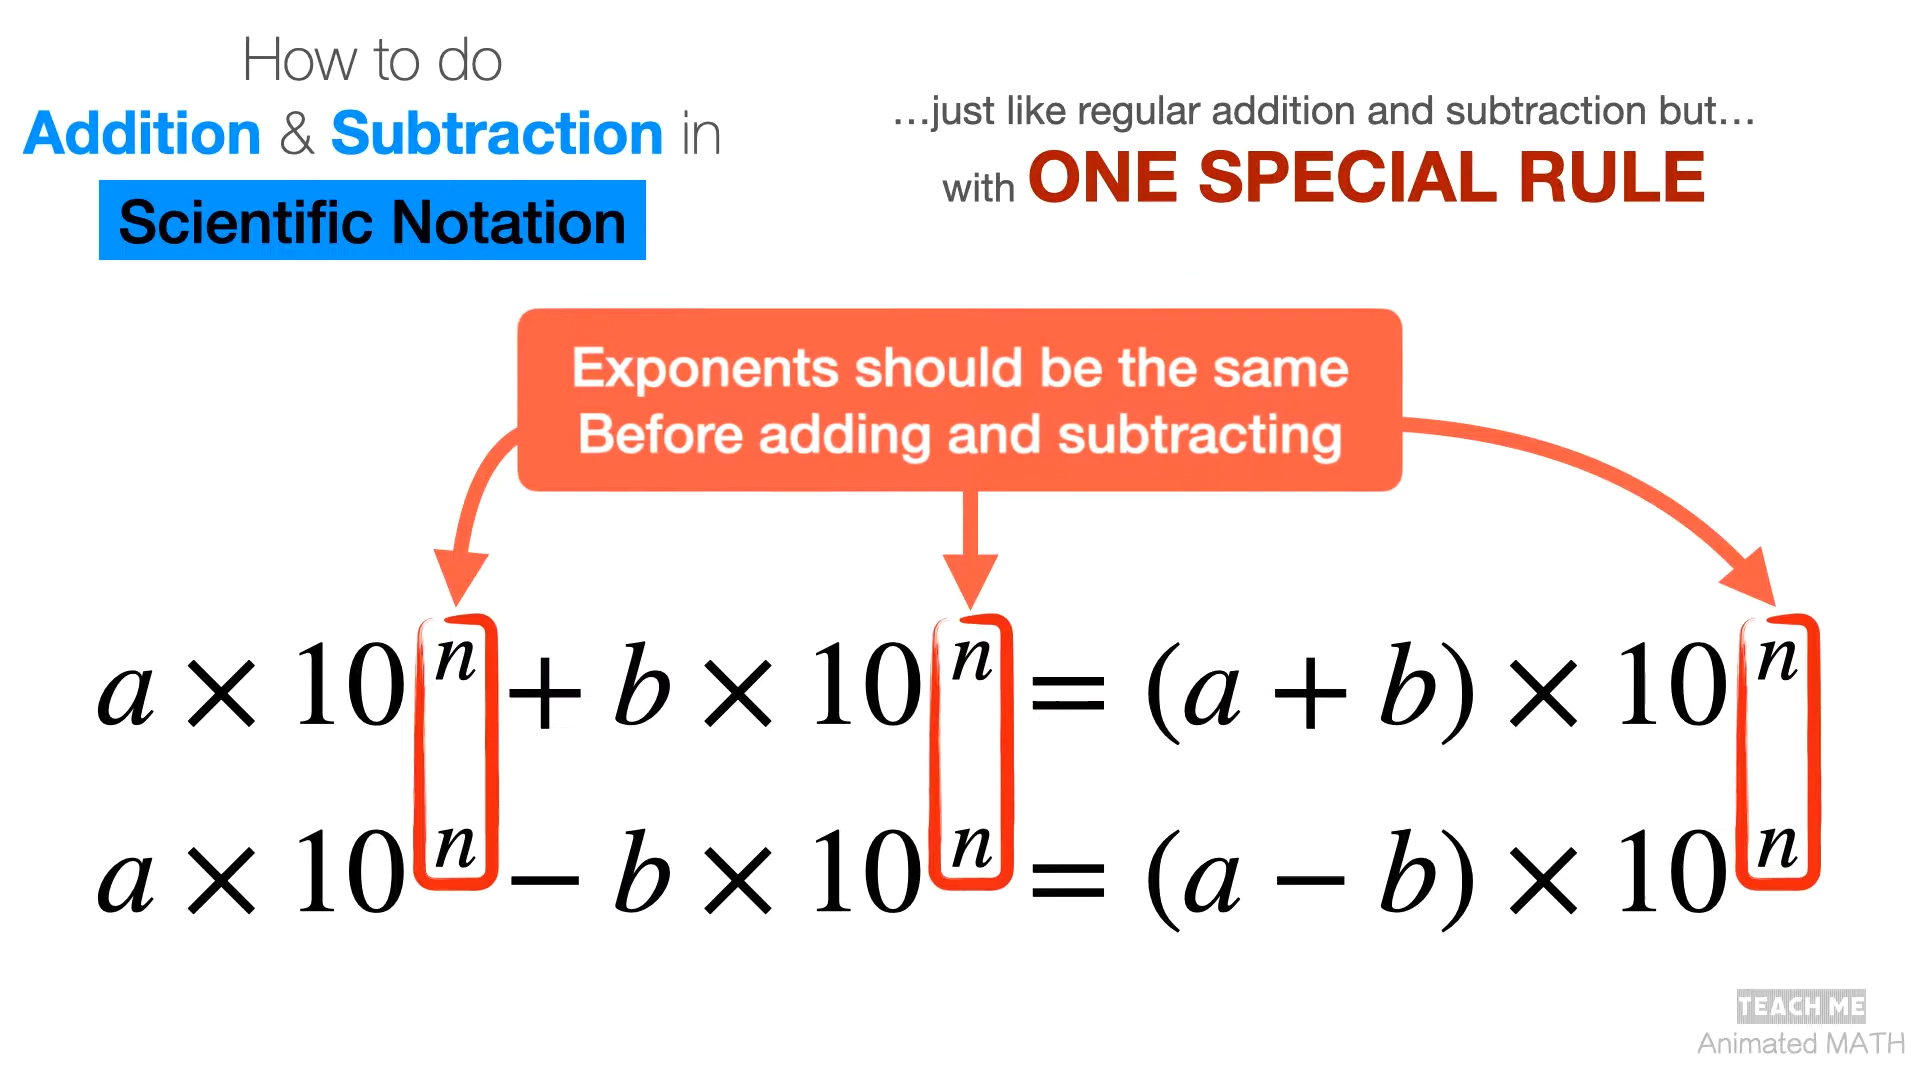 How to do
Addition & Subtraction in
Scientific Notation
...just like regular addition and subtraction but...
with ONE SPECIAL RULE
Exponents should be the same
Before adding and subtracting
a × 10ⁿ + b × 10ⁿ = (a + b) × 10ⁿ
a × 10ⁿ − b × 10ⁿ = (a − b) × 10ⁿ
TEACH ME
Animated MATH